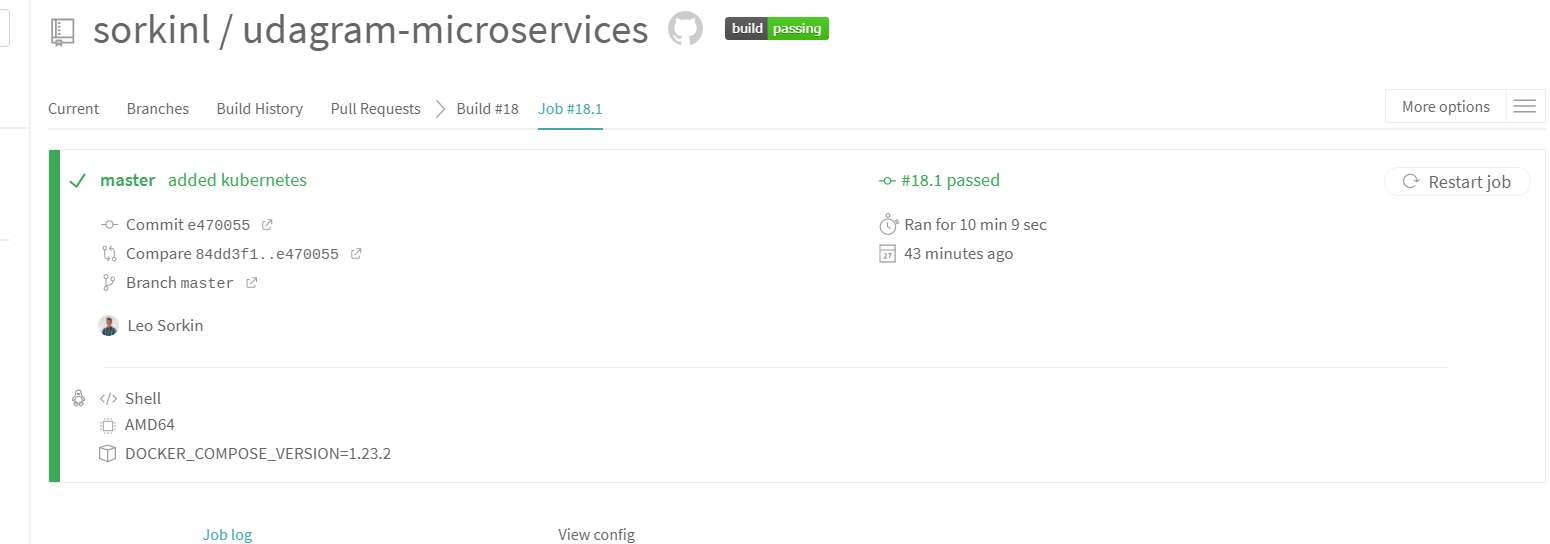 sorkinl / udagram-microservices build passing
Current Branches Build History Pull Requests Build #18 Job #18.1 More options
master added kubernetes #18.1 passed Restart job
Commit e470055 Ran for 10 min 9 sec
Compare 84dd3f1..e470055 43 minutes ago
Branch master
Leo Sorkin
</> Shell
AMD64
DOCKER_COMPOSE_VERSION=1.23.2
Job log View config